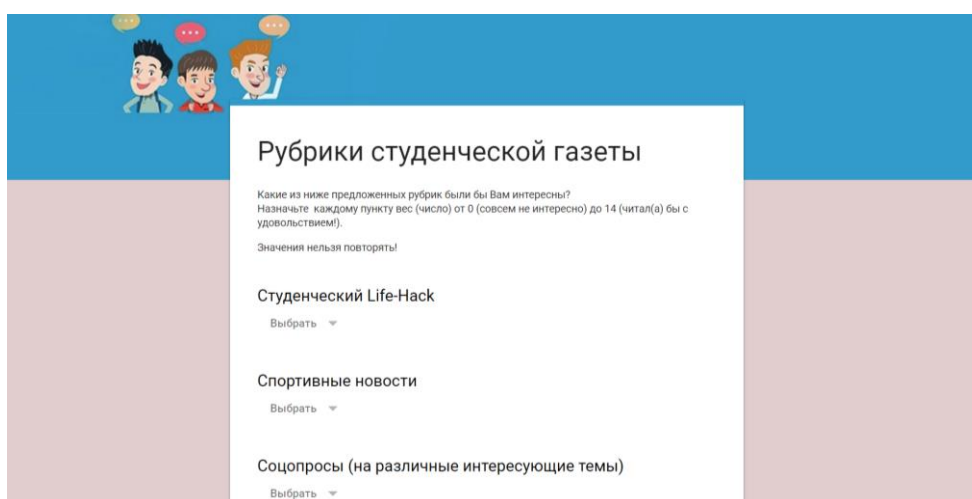 Рубрики студенческой газеты
Какие из ниже предложенных рубрик были бы Вам интересны?
Назначьте каждому пункту вес (число) от 0 (совсем не интересно) до 14 (читал(а) бы с
удовольствием!).
Значения нельзя повторять!
Студенческий Life-Hack
Выбрать
Спортивные новости
Выбрать
Соцопросы (на различные интересующие темы)
Выбрать